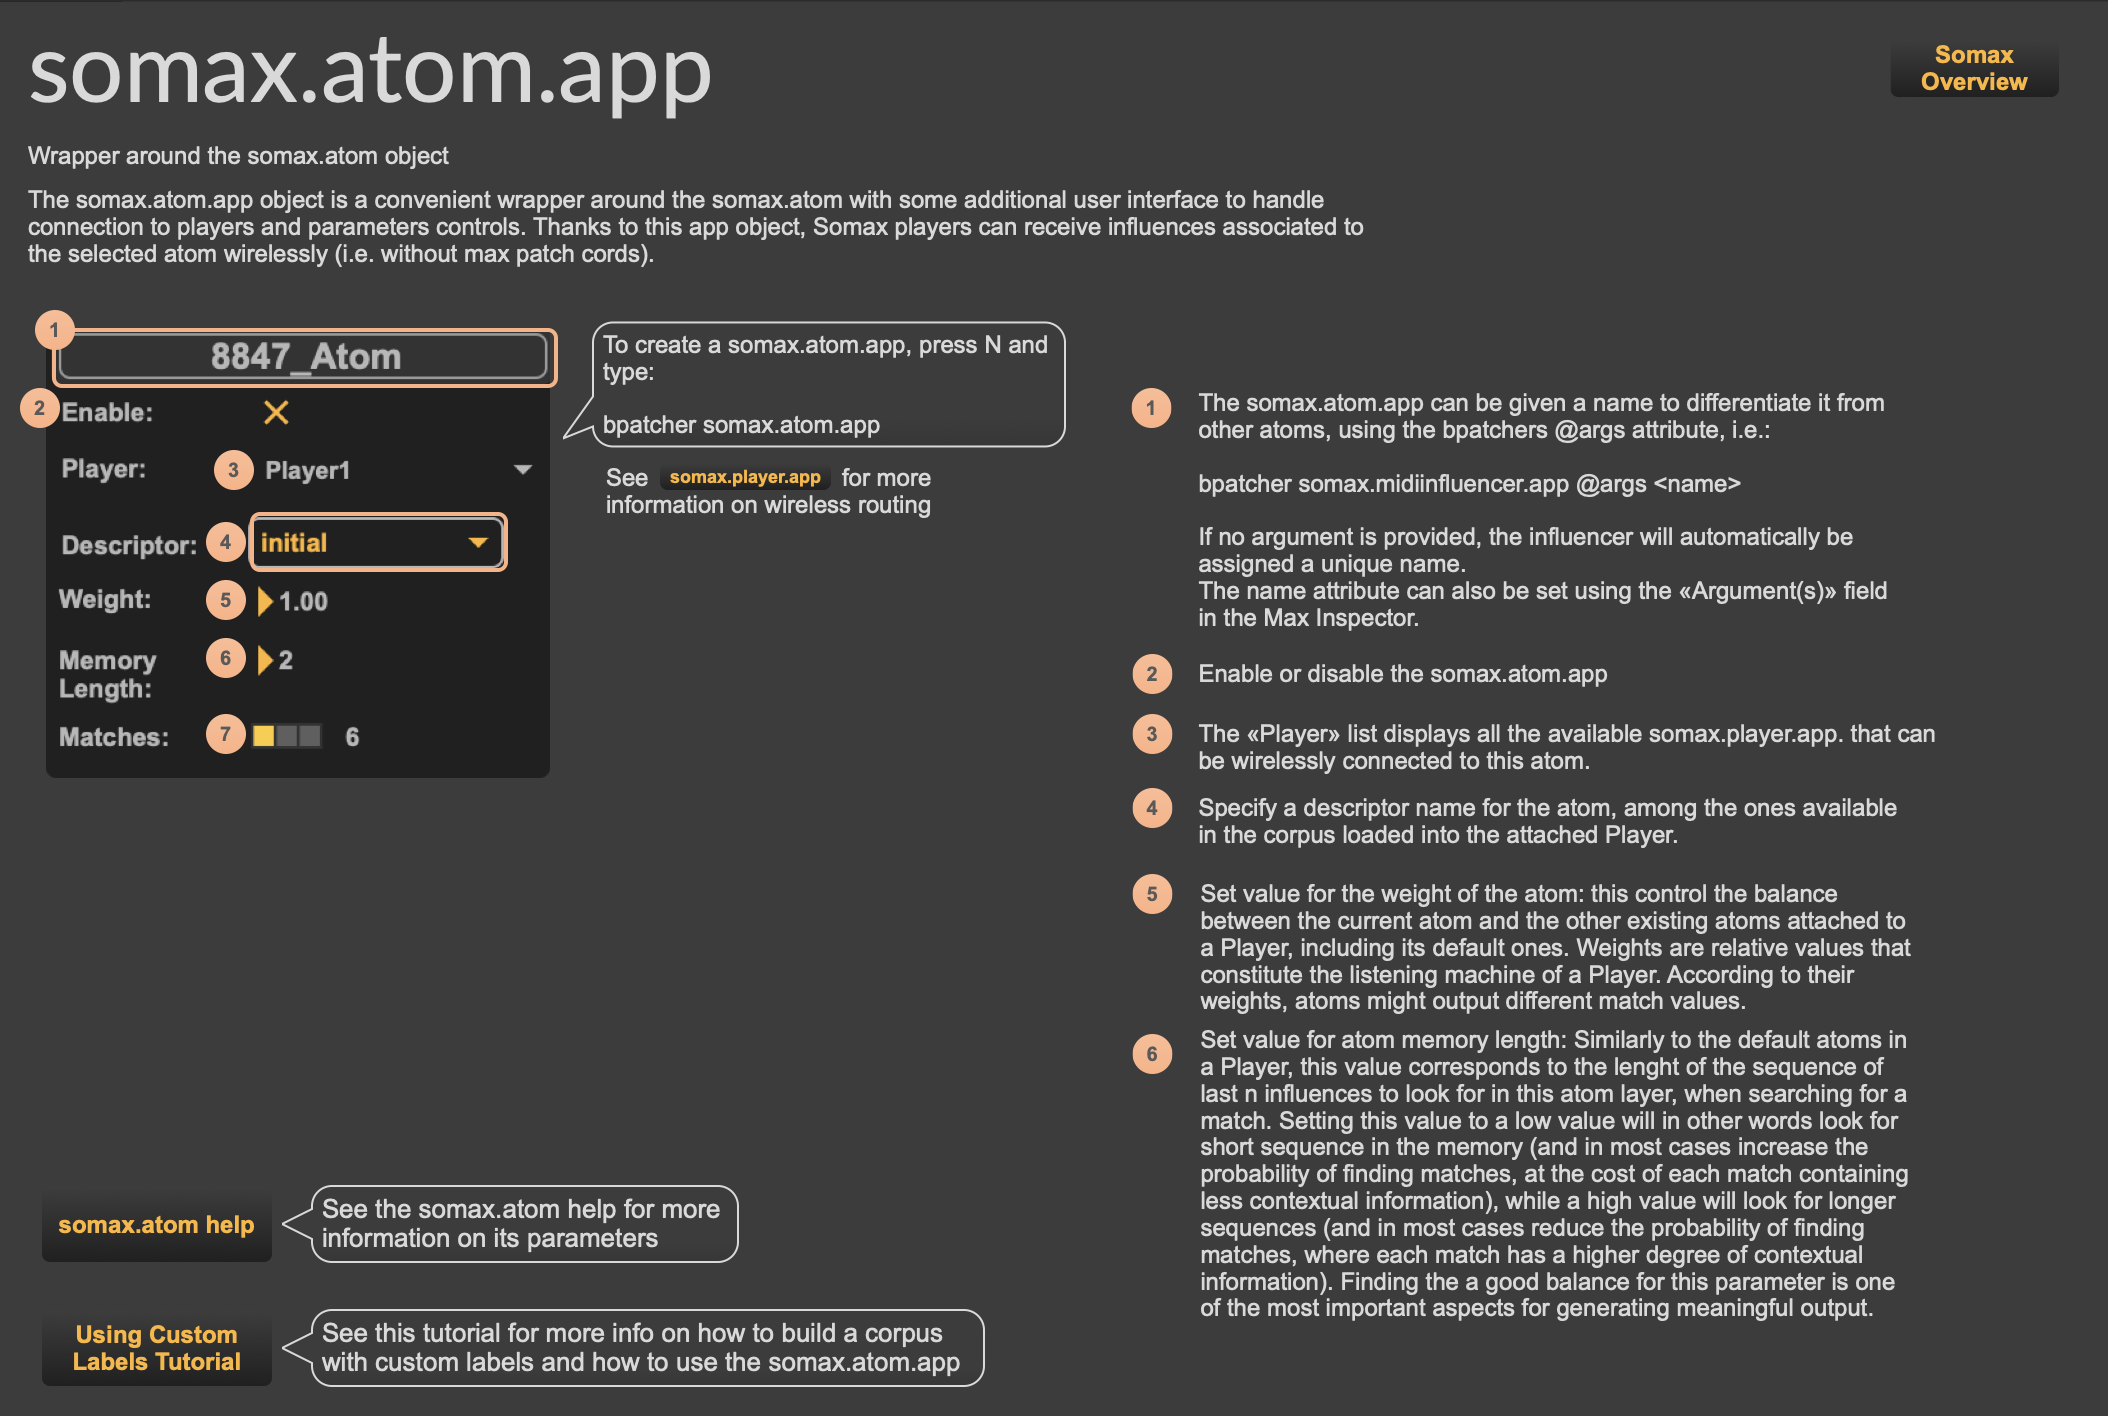 somax.atom.app
Somax
Overview
Wrapper around the somax.atom object
The somax.atom.app object is a convenient wrapper around the somax.atom with some additional user interface to handle
connection to players and parameters controls. Thanks to this app object, Somax players can receive influences associated to
the selected atom wirelessly (i.e. without max patch cords).
1
8847_Atom
2 Enable:
Player: 3 Player1
Descriptor: 4 initial
Weight: 5 1.00
Memory 6 2
Length:
Matches: 7 6
To create a somax.atom.app, press N and
type:
bpatcher somax.atom.app
See somax.player.app for more
information on wireless routing
1 The somax.atom.app can be given a name to differentiate it from
other atoms, using the bpatchers @args attribute, i.e.:
bpatcher somax.midiinfluencer.app @args <name>
If no argument is provided, the influencer will automatically be
assigned a unique name.
The name attribute can also be set using the «Argument(s)» field
in the Max Inspector.
2 Enable or disable the somax.atom.app
3 The «Player» list displays all the available somax.player.app. that can
be wirelessly connected to this atom.
4 Specify a descriptor name for the atom, among the ones available
in the corpus loaded into the attached Player.
5 Set value for the weight of the atom: this control the balance
between the current atom and the other existing atoms attached to
a Player, including its default ones. Weights are relative values that
constitute the listening machine of a Player. According to their
weights, atoms might output different match values.
6 Set value for atom memory length: Similarly to the default atoms in
a Player, this value corresponds to the lenght of the sequence of
last n influences to look for in this atom layer, when searching for a
match. Setting this value to a low value will in other words look for
short sequence in the memory (and in most cases increase the
probability of finding matches, at the cost of each match containing
less contextual information), while a high value will look for longer
sequences (and in most cases reduce the probability of finding
matches, where each match has a higher degree of contextual
information). Finding the a good balance for this parameter is one
of the most important aspects for generating meaningful output.
somax.atom help
See the somax.atom help for more
information on its parameters
Using Custom
Labels Tutorial
See this tutorial for more info on how to build a corpus
with custom labels and how to use the somax.atom.app